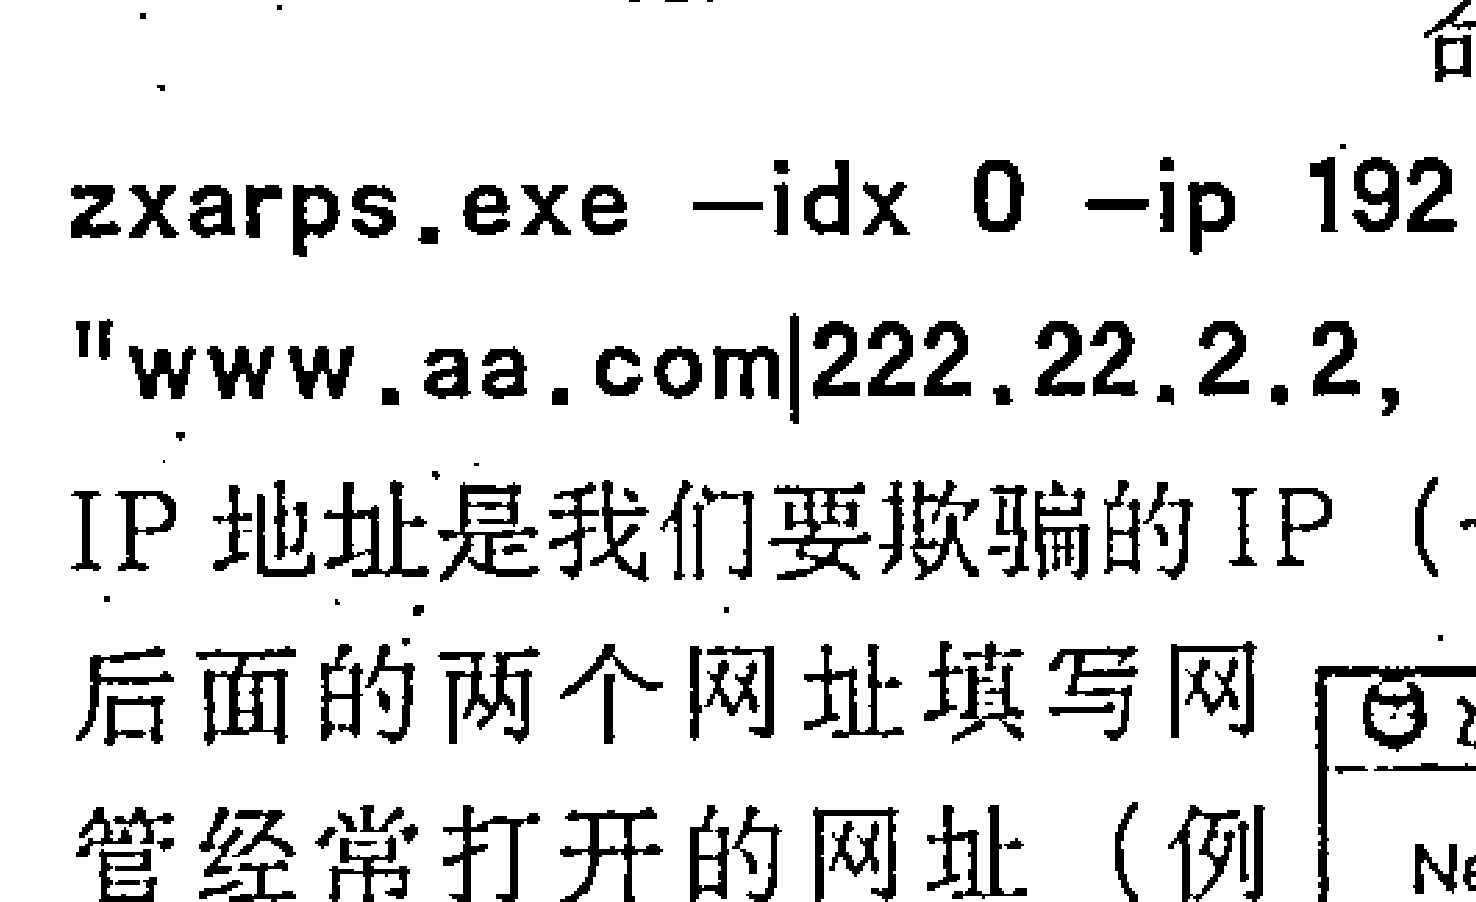 zxarps.exe —idx 0 —ip 192
"www.aa.com|222.22.2.2,
IP 地址是我们要欺骗的 IP（
后面的两个网址填写网
管经常打开的网址（例
Ne